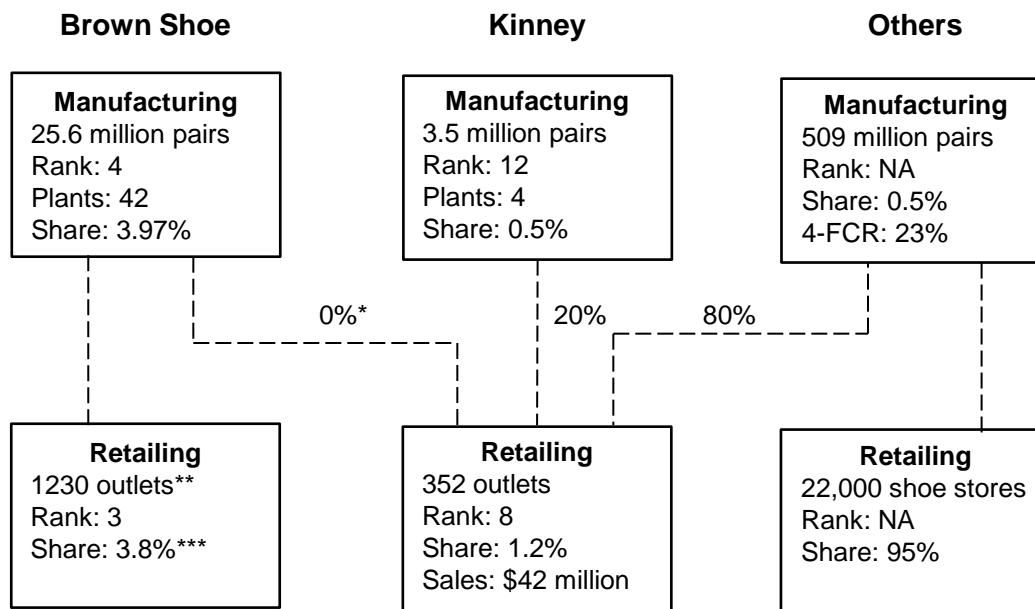 Brown Shoe
Kinney
Others
Manufacturing
25.6 million pairs
Rank: 4
Plants: 42
Share: 3.97%
Manufacturing
3.5 million pairs
Rank: 12
Plants: 4
Share: 0.5%
Manufacturing
509 million pairs
Rank: NA
Share: 0.5%
4-FCR: 23%
0%*
20%
80%
Retailing
1230 outlets**
Rank: 3
Share: 3.8%***
Retailing
352 outlets
Rank: 8
Share: 1.2%
Sales: $42 million
Retailing
22,000 shoe stores
Rank: NA
Share: 95%